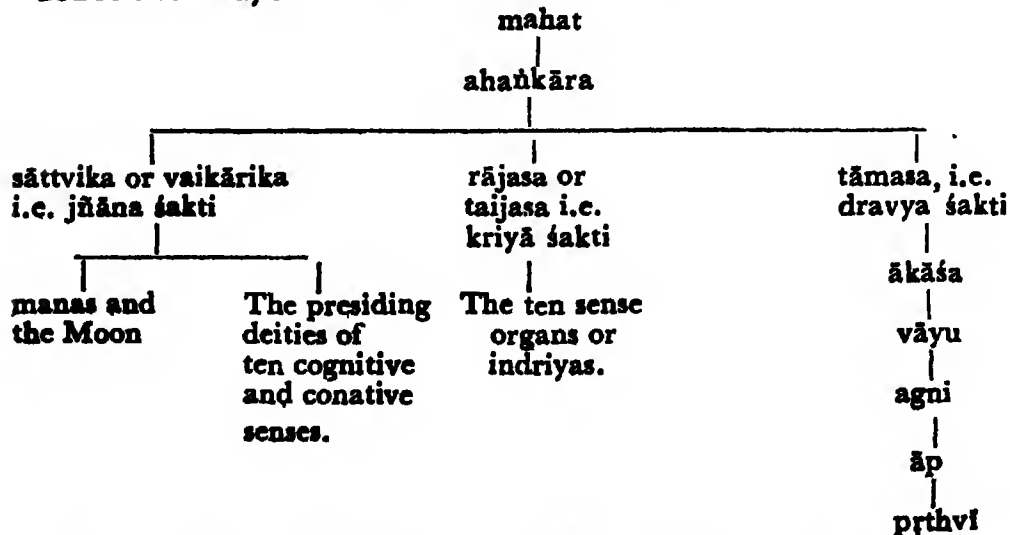 mahat
ahaṅkāra
sāttvika or vaikārika
i.e. jñāna śakti
rājasa or
taijasa i.e.
kriyā śakti
tāmasa, i.e.
dravya śakti
manas and
the Moon
The presiding
deities of
ten cognitive
and conative
senses.
The ten sense
organs or
indriyas.
ākāśa
vāyu
agni
āp
pṛthvī